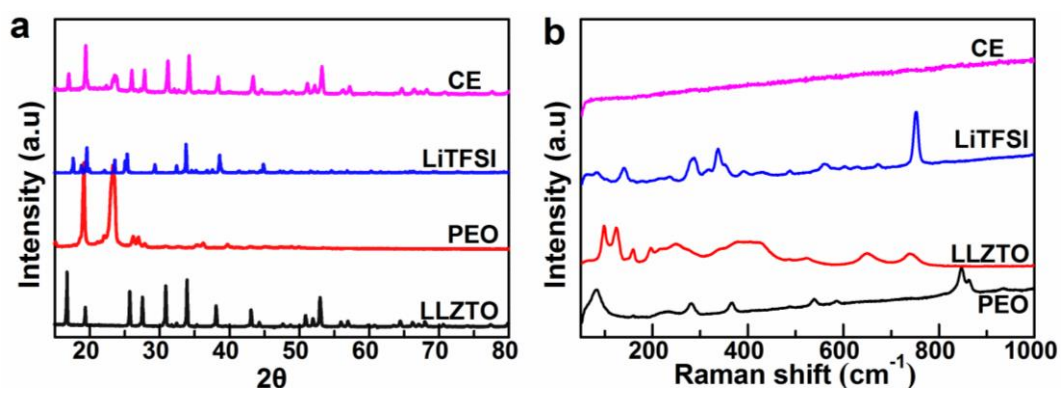 a
Intensity (a.u)
CE
LiTFSI
PEO
LLZTO
20 30 40 50 60 70 80
2θ
b
Intensity (a.u)
CE
LiTFSI
LLZTO
PEO
200 400 600 800 1000
Raman shift (cm-1)